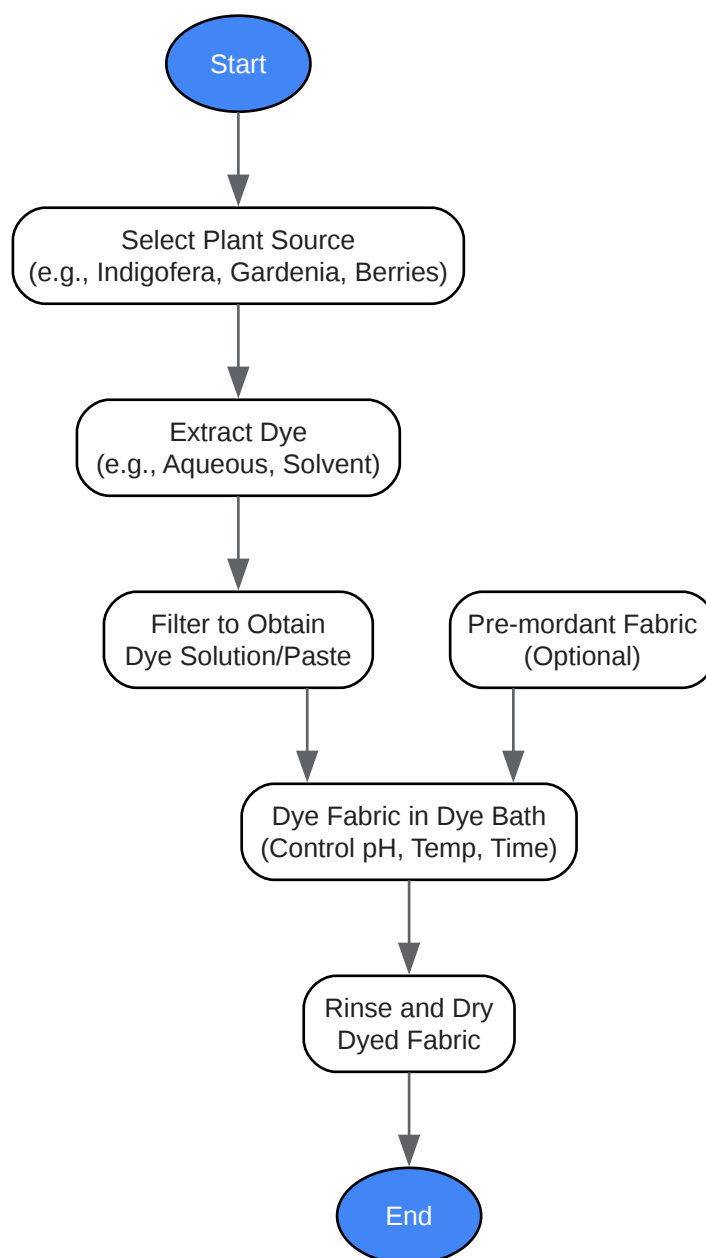 Start
Select Plant Source
(e.g., Indigofera, Gardenia, Berries)
Extract Dye
(e.g., Aqueous, Solvent)
Filter to Obtain
Dye Solution/Paste
Pre-mordant Fabric
(Optional)
Dye Fabric in Dye Bath
(Control pH, Temp, Time)
Rinse and Dry
Dyed Fabric
End